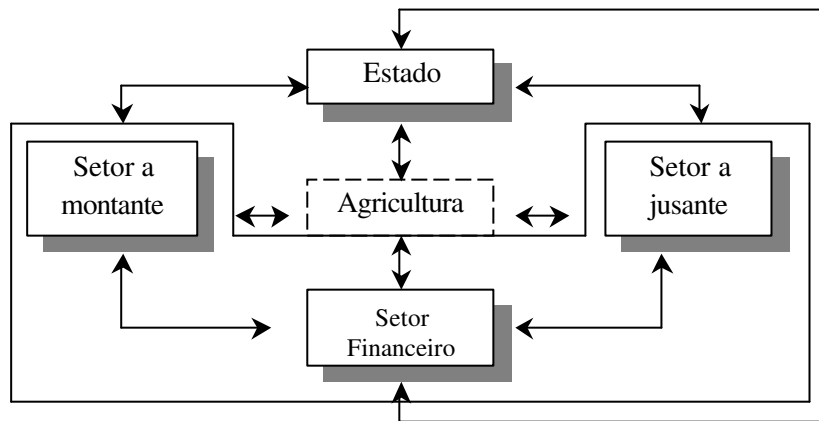 Estado
Setor a
montante
Agricultura
Setor a
jusante
Setor
Financeiro